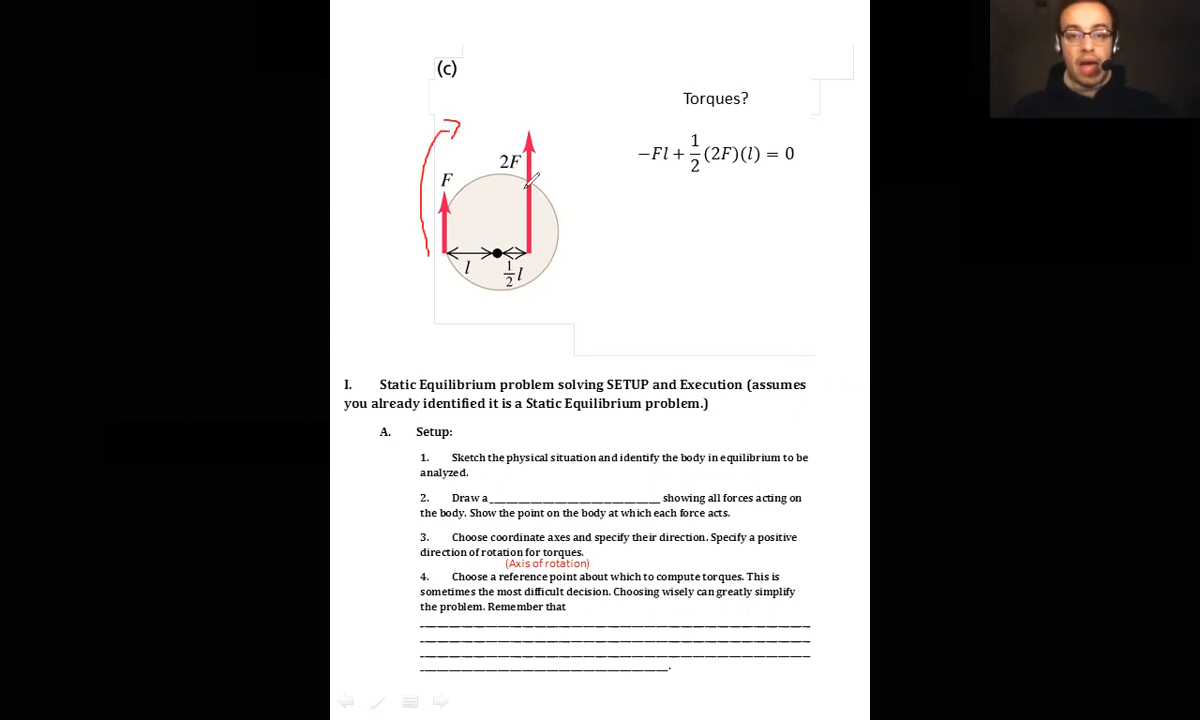 (c)
Torques?
−Fl + 1/2 (2F)(l) = 0
2F
F
l
1/2 l
I. Static Equilibrium problem solving SETUP and Execution (assumes
you already identified it is a Static Equilibrium problem.)
A. Setup:
1. Sketch the physical situation and identify the body in equilibrium to be
analyzed.
2. Draw a ______________________________ showing all forces acting on
the body. Show the point on the body at which each force acts.
3. Choose coordinate axes and specify their direction. Specify a positive
direction of rotation for torques.
(Axis of rotation)
4. Choose a reference point about which to compute torques. This is
sometimes the most difficult decision. Choosing wisely can greatly simplify
the problem. Remember that
______________________________
______________________________
______________________________
____________________.